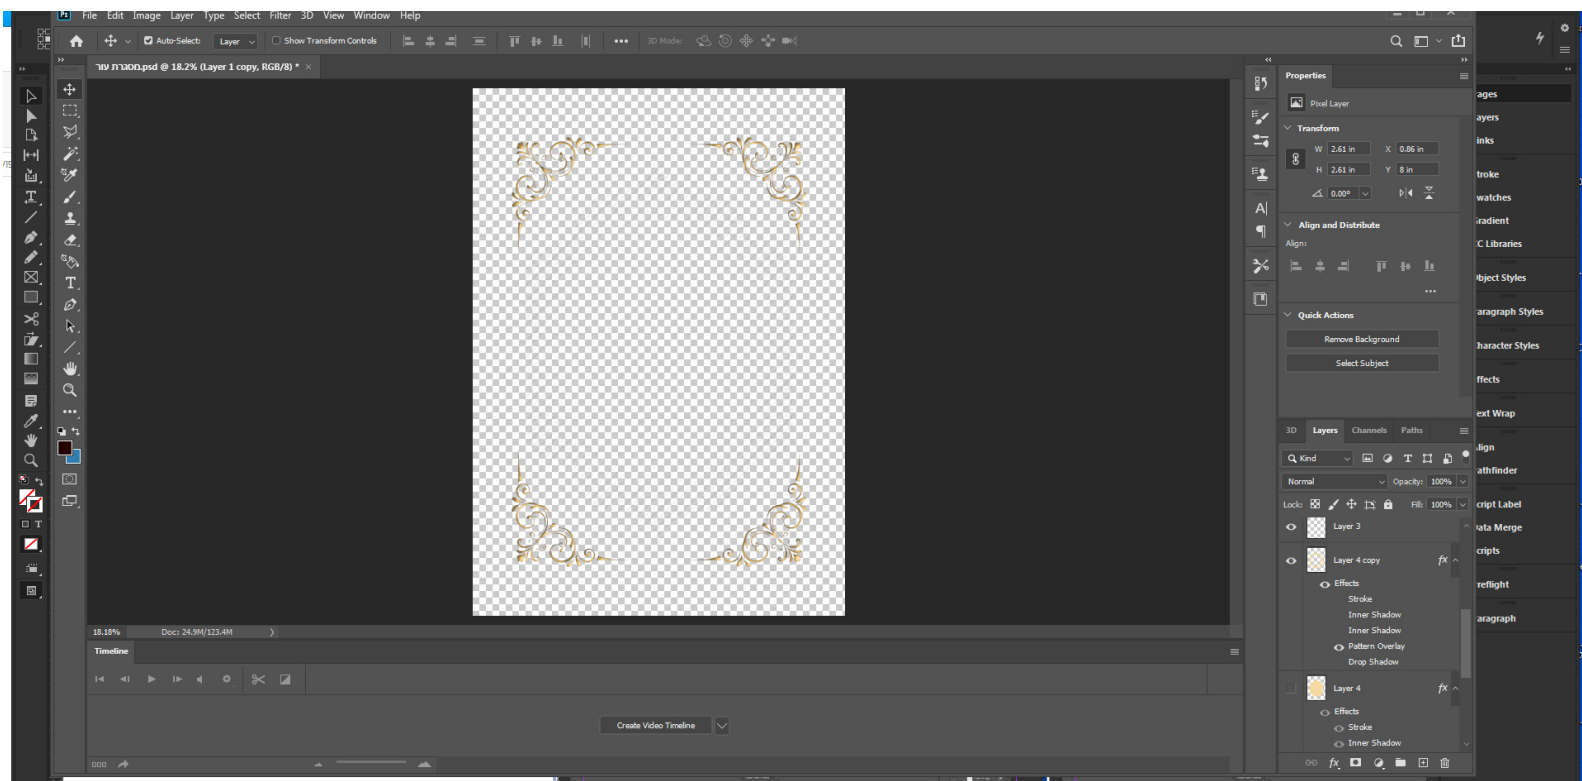 Ps File Edit Image Layer Type Select Filter 3D View Window Help
Auto-Select: Layer Show Transform Controls 3D Mode:
מסגרת עור.psd @ 18.2% (Layer 1 copy, RGB/8) *
Properties
Pixel Layer
Transform
W 2.61 in X 0.86 in
H 2.61 in Y 8 in
0.00°
Align and Distribute
Align:
Quick Actions
Remove Background
Select Subject
3D Layers Channels Paths
Kind
Normal Opacity: 100%
Lock: Fill: 100%
Layer 3
Layer 4 copy fx
Effects
Stroke
Inner Shadow
Inner Shadow
Pattern Overlay
Drop Shadow
Layer 4 fx
Effects
Stroke
Inner Shadow
fx
18.18% Doc: 24.9M/123.4M
Timeline
Create Video Timeline
ages
ayers
inks
troke
watches
radient
C Libraries
bject Styles
aragraph Styles
haracter Styles
ffects
ext Wrap
lign
athfinder
cript Label
ata Merge
cripts
reflight
aragraph